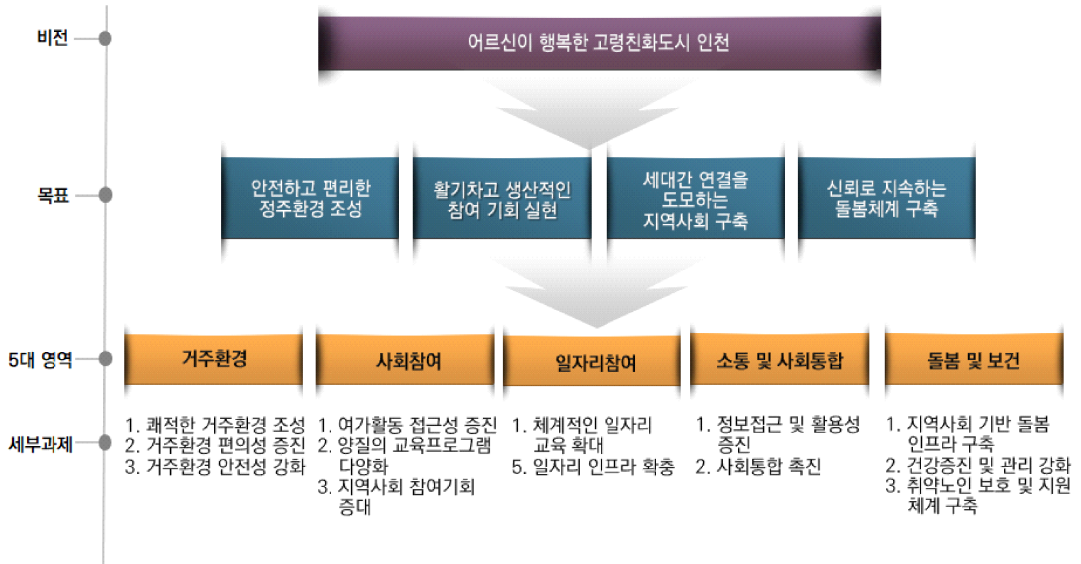 비전
어르신이 행복한 고령친화도시 인천
목표
안전하고 편리한
정주환경 조성
활기차고 생산적인
참여 기회 실현
세대간 연결을
도모하는
지역사회 구축
신뢰로 지속하는
돌봄체계 구축
5대 영역
거주환경
사회참여
일자리참여
소통 및 사회통합
돌봄 및 보건
세부과제
1. 쾌적한 거주환경 조성
2. 거주환경 편의성 증진
3. 거주환경 안전성 강화
1. 여가활동 접근성 증진
2. 양질의 교육프로그램
다양화
3. 지역사회 참여기회
증대
1. 체계적인 일자리
교육 확대
5. 일자리 인프라 확충
1. 정보접근 및 활용성
증진
2. 사회통합 촉진
1. 지역사회 기반 돌봄
인프라 구축
2. 건강증진 및 관리 강화
3. 취약노인 보호 및 지원
체계 구축